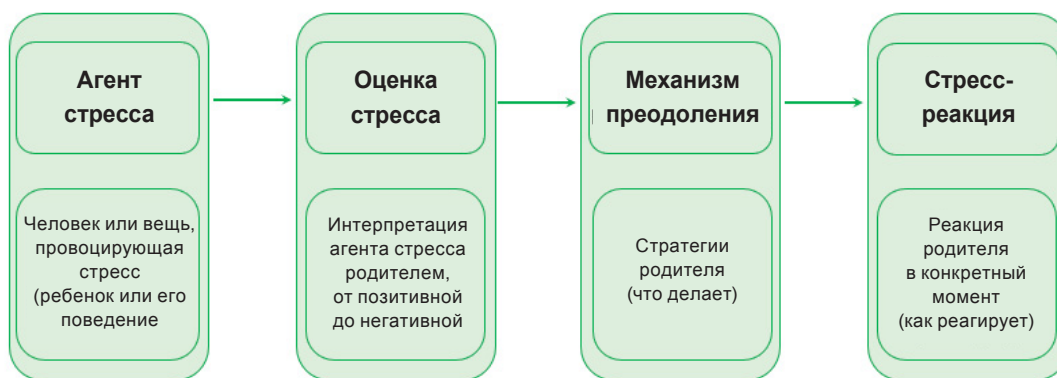 Агент
стресса
Человек или вещь,
провоцирующая
стресс
(ребенок или его
поведение
Оценка
стресса
Интерпретация
агента стресса
родителем,
от позитивной
до негативной
Механизм
преодоления
Стратегии
родителя
(что делает)
Стресс-
реакция
Реакция
родителя
в конкретный
момент
(как реагирует)